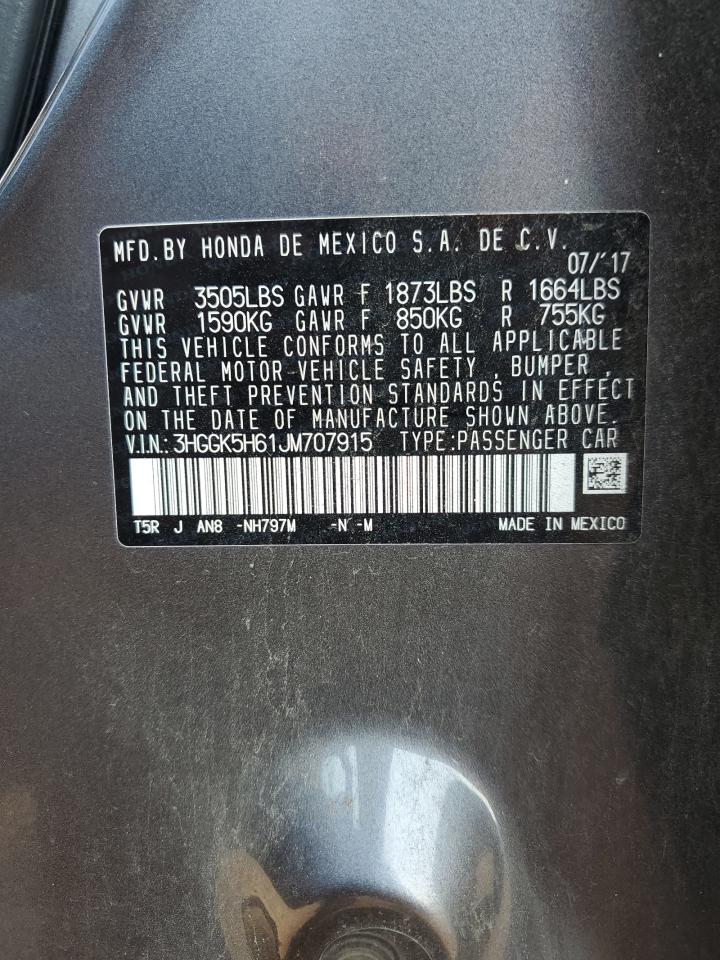 MFD.BY HONDA DE MEXICO S.A. DE C.V.
07/'17
GVWR 3505LBS GAWR F 1873LBS R 1664LBS
GVWR 1590KG GAWR F 850KG R 755KG
THIS VEHICLE CONFORMS TO ALL APPLICABLE
FEDERAL MOTOR VEHICLE SAFETY , BUMPER ,
AND THEFT PREVENTION STANDARDS IN EFFECT
ON THE DATE OF MANUFACTURE SHOWN ABOVE.
V.I.N.: 3HGGK5H61JM707915 TYPE:PASSENGER CAR
T5R J AN8 -NH797M -N -M MADE IN MEXICO